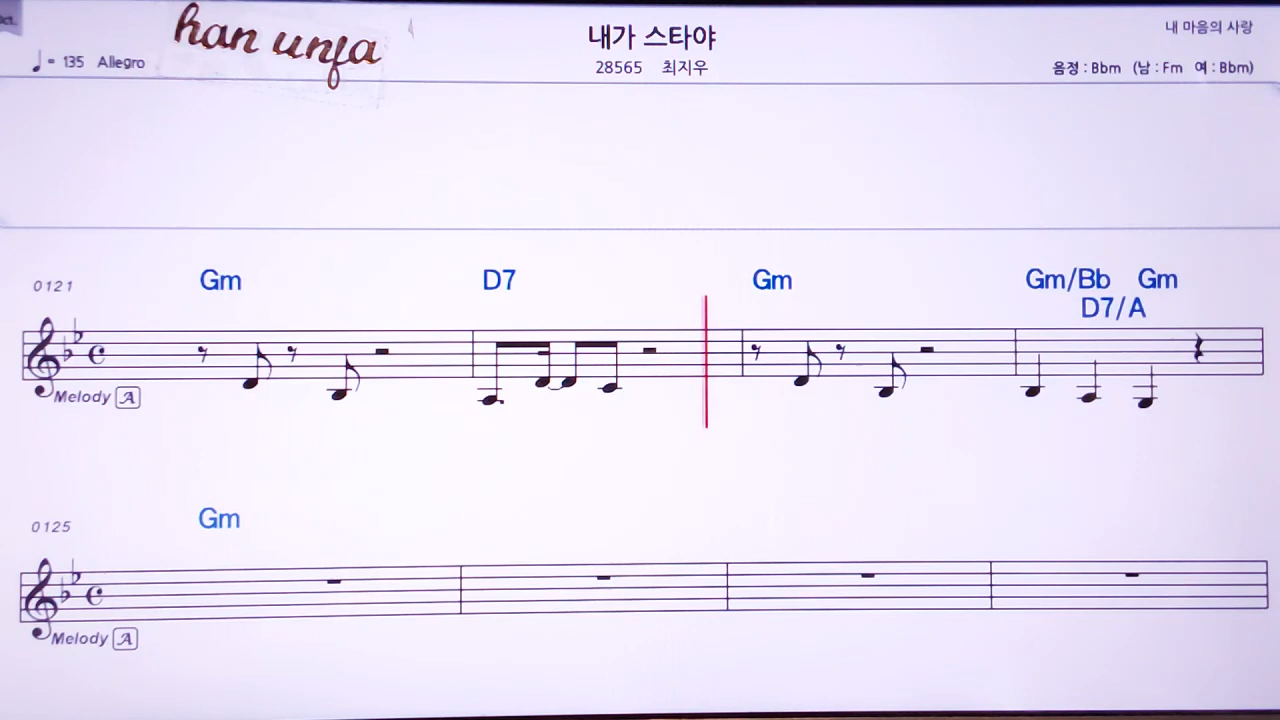 han unfa
내가 스타야
내 마음의 사랑
= 135 Allegro
28565 최지우
음정 : Bbm (남 : Fm 여 : Bbm)
0121
Gm D7 Gm Gm/Bb Gm
D7/A
Melody A
0125
Gm
Melody A